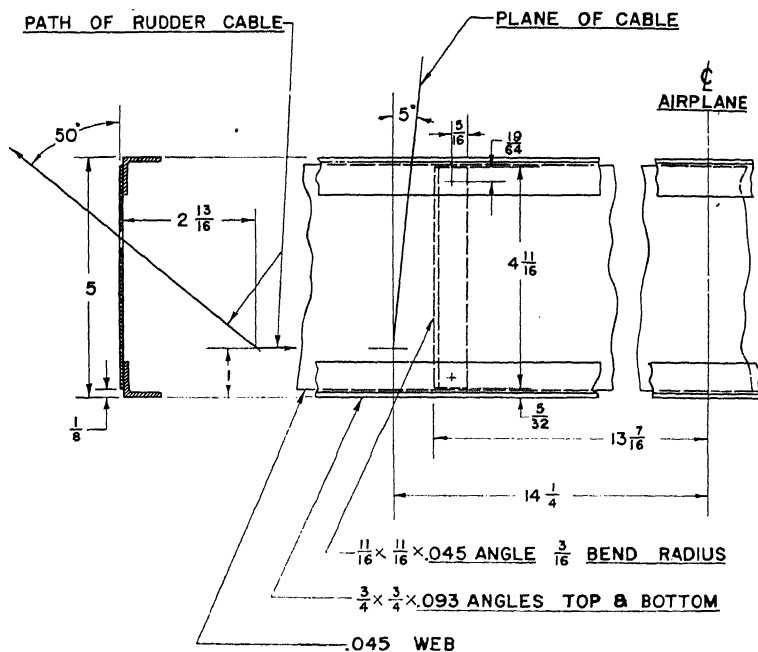 PATH OF RUDDER CABLE
PLANE OF CABLE
℄
AIRPLANE
50°
5°
5/16
19/64
2 13/16
5
4 11/16
1/8
5/32
13 7/16
14 1/4
11/16 × 11/16 × .045 ANGLE 3/16 BEND RADIUS
3/4 × 3/4 × .093 ANGLES TOP & BOTTOM
.045 WEB